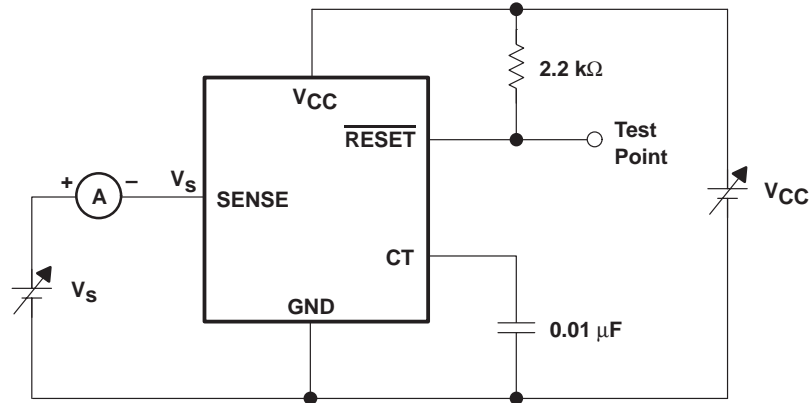 2.2 kΩ
VCC
RESET
Test
Point
+
−
A
Vs
SENSE
VCC
CT
Vs
GND
0.01 μF